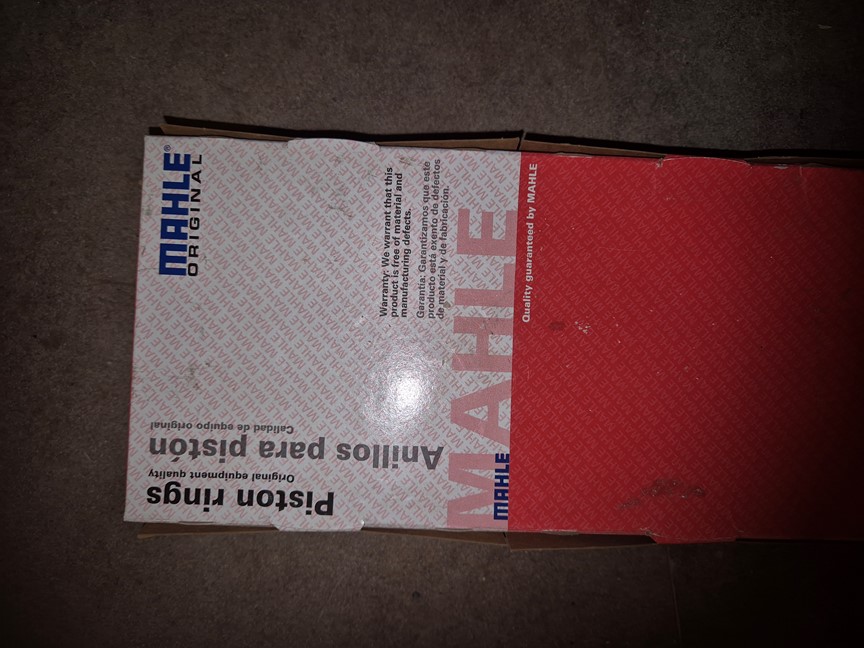 MAHLE®
ORIGINAL
Warranty: We warrant that this
product is free of material and
manufacturing defects.
Garantía: Garantizamos que este
producto está exento de defectos
de material y de fabricación.
MAHLE
Quality guaranteed by MAHLE
MAHLE
Piston rings
Original equipment quality
Anillos para pistón
Calidad de equipo original